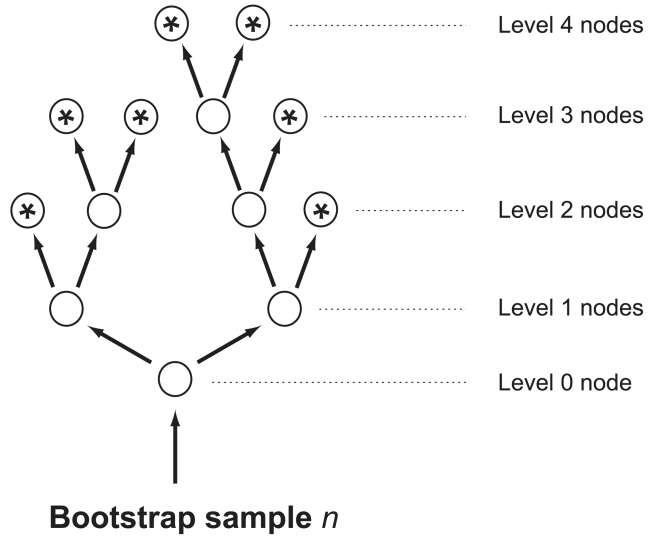 * * Level 4 nodes
* * * Level 3 nodes
* * Level 2 nodes
Level 1 nodes
Level 0 node
Bootstrap sample n